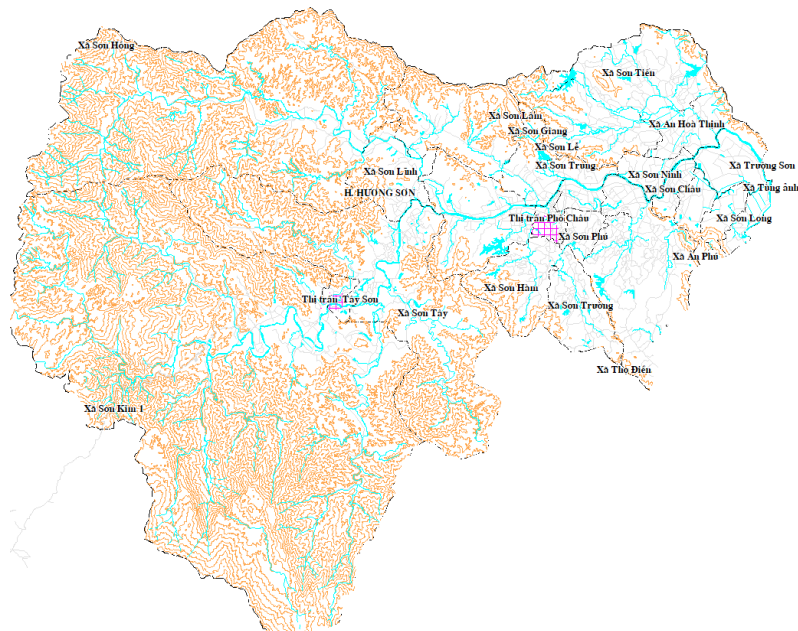 Xã Sơn Hồng
Xã Sơn Tiến
Xã Sơn Lâm
Xã An Hoà Thịnh
Xã Sơn Giang
Xã Sơn Lễ
Xã Sơn Trung
Xã Trường Sơn
Xã Sơn Lĩnh
Xã Sơn Ninh
Xã Sơn Châu
Xã Tùng ảnh
H. HƯƠNG SƠN
Thị trấn Phố Châu
Xã Sơn Long
Xã Sơn Phú
Xã An Phú
Xã Sơn Hàm
Thị trấn Tây Sơn
Xã Sơn Trường
Xã Sơn Tây
Xã Thọ Điền
Xã Sơn Kim 1